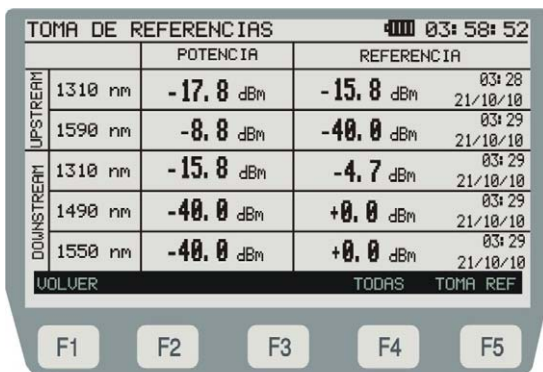 TOMA DE REFERENCIAS 03:58:52
POTENCIA REFERENCIA
UPSTREAM
1310 nm -17.8 dBm -15.8 dBm 03:28 21/10/10
1590 nm -8.8 dBm -40.0 dBm 03:29 21/10/10
DOWNSTREAM
1310 nm -15.8 dBm -4.7 dBm 03:29 21/10/10
1490 nm -40.0 dBm +0.0 dBm 03:29 21/10/10
1550 nm -40.0 dBm +0.0 dBm 03:29 21/10/10
VOLVER TODAS TOMA REF
F1 F2 F3 F4 F5